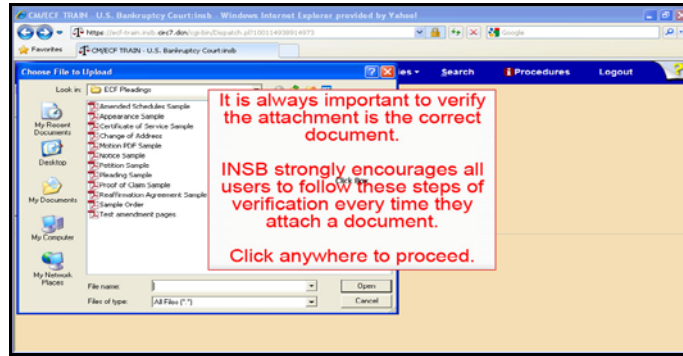 CM/ECF TRAIN - U.S. Bankruptcy Court:insb - Windows Internet Explorer provided by Yahoo!
Google
Favorites CM/ECF TRAIN - U.S. Bankruptcy Court:insb
Choose File to Upload
Search Procedures Logout ?
Look in: ECF Pleadings
My Recent Documents
Desktop
My Documents
My Computer
My Network Places
Amended Schedules Sample
Appearance Sample
Certificate of Service Sample
Change of Address
Motion PDF Sample
Notice Sample
Petition Sample
Pleading Sample
Proof of Claim Sample
Reaffirmation Agreement Sample
Sample Order
Test amendment pages
It is always important to verify
the attachment is the correct
document.
INSB strongly encourages all
users to follow these steps of
verification every time they
attach a document.
Click anywhere to proceed.
File name: Open
Files of type: All Files (*.*) Cancel